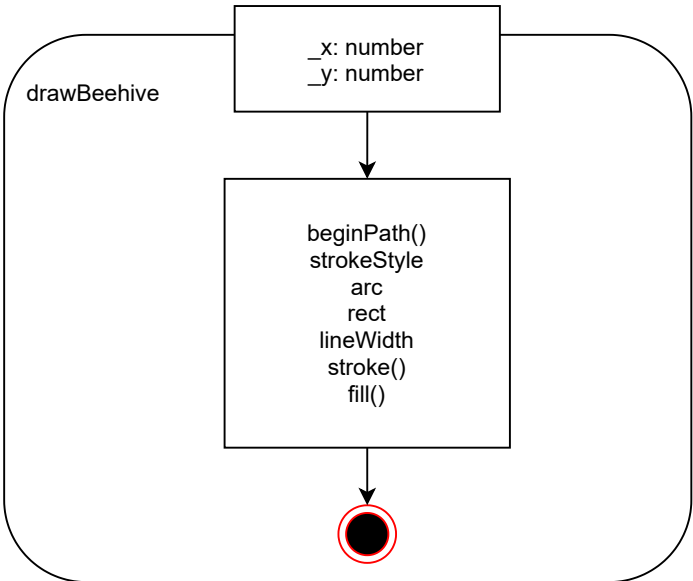 _x: number
_y: number
drawBeehive
beginPath()
strokeStyle
arc
rect
lineWidth
stroke()
fill()